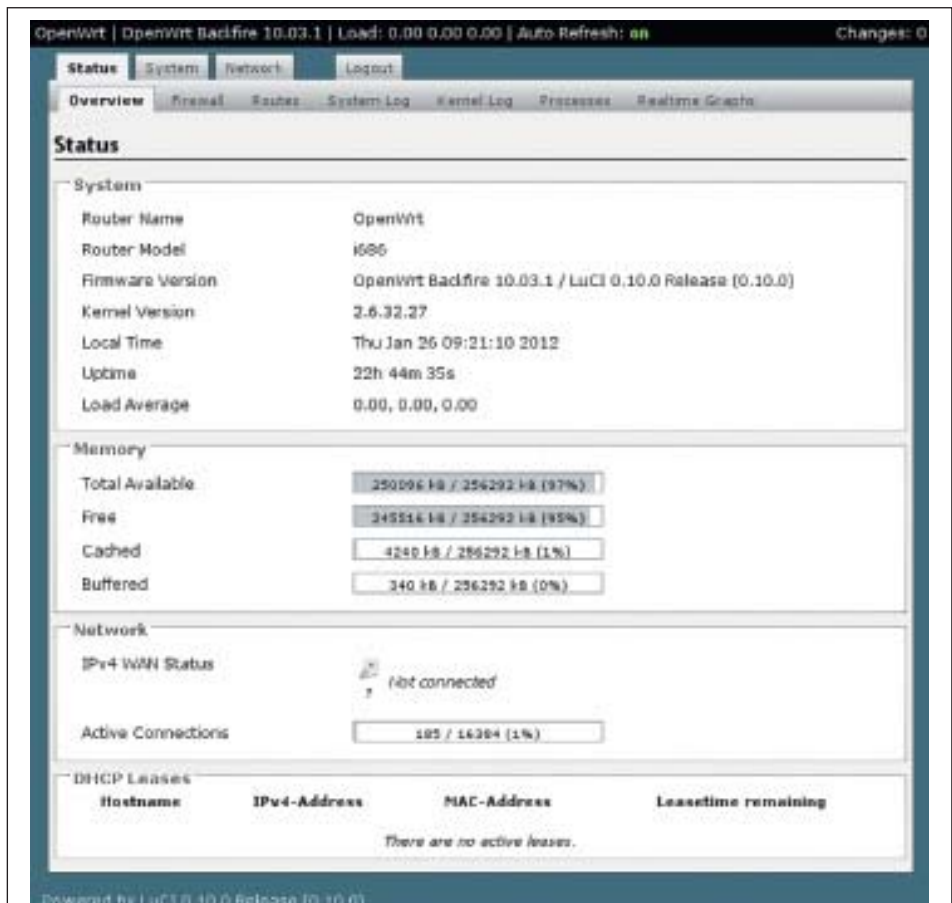 OpenWrt | OpenWrt Backfire 10.03.1 | Load: 0.00 0.00 0.00 | Auto Refresh: on Changes: 0
Status System Network Logout
Overview Firewall Routes System Log Kernel Log Processes Realtime Graphs
Status
System
Router Name OpenWrt
Router Model i686
Firmware Version OpenWrt Backfire 10.03.1 / LuCI 0.10.0 Release (0.10.0)
Kernel Version 2.6.32.27
Local Time Thu Jan 26 09:21:10 2012
Uptime 22h 44m 35s
Load Average 0.00, 0.00, 0.00
Memory
Total Available 250096 kB / 256292 kB (97%)
Free 245516 kB / 256292 kB (95%)
Cached 4240 kB / 256292 kB (1%)
Buffered 340 kB / 256292 kB (0%)
Network
IPv4 WAN Status ? Not connected
Active Connections 185 / 16384 (1%)
DHCP Leases
Hostname IPv4-Address MAC-Address Leasetime remaining
There are no active leases.
Powered by LuCI 0.10.0 Release (0.10.0)